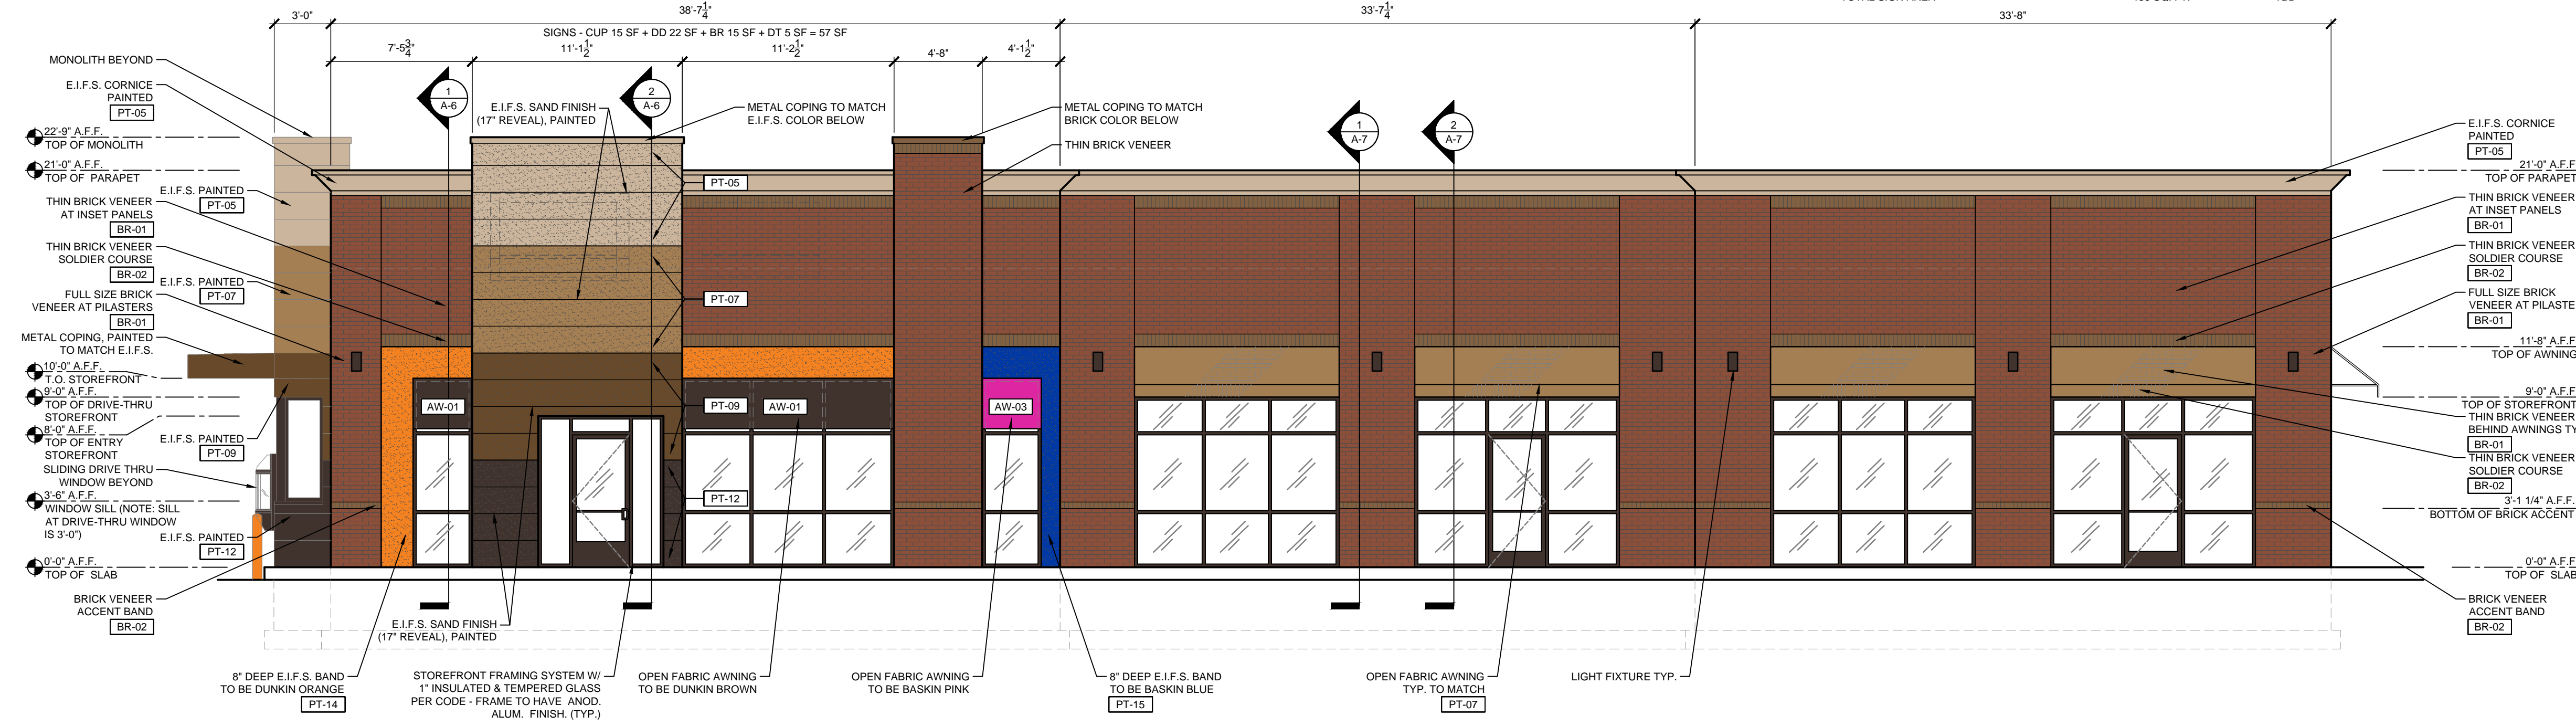 3'-0"
38'-7 1/4"
33'-7 1/4"
33'-8"
SIGNS - CUP 15 SF + DD 22 SF + BR 15 SF + DT 5 SF = 57 SF
7'-5 3/4"
11'-1 1/2"
11'-2 1/2"
4'-8"
4'-1 1/2"
MONOLITH BEYOND
E.I.F.S. CORNICE
PAINTED
PT-05
22'-9" A.F.F.
TOP OF MONOLITH
21'-0" A.F.F.
TOP OF PARAPET
E.I.F.S. PAINTED
PT-05
THIN BRICK VENEER
AT INSET PANELS
BR-01
THIN BRICK VENEER
SOLDIER COURSE
BR-02
E.I.F.S. PAINTED
PT-07
FULL SIZE BRICK
VENEER AT PILASTERS
BR-01
METAL COPING, PAINTED
TO MATCH E.I.F.S.
10'-0" A.F.F.
T.O. STOREFRONT
9'-0" A.F.F.
TOP OF DRIVE-THRU
STOREFRONT
8'-0" A.F.F.
TOP OF ENTRY
STOREFRONT
E.I.F.S. PAINTED
PT-09
SLIDING DRIVE THRU
WINDOW BEYOND
3'-6" A.F.F.
WINDOW SILL (NOTE: SILL
AT DRIVE-THRU WINDOW
IS 3'-0")
E.I.F.S. PAINTED
PT-12
0'-0" A.F.F.
TOP OF SLAB
BRICK VENEER
ACCENT BAND
BR-02
1
A-6
2
A-6
E.I.F.S. SAND FINISH
(17" REVEAL), PAINTED
METAL COPING TO MATCH
E.I.F.S. COLOR BELOW
METAL COPING TO MATCH
BRICK COLOR BELOW
THIN BRICK VENEER
1
A-7
2
A-7
PT-05
PT-07
PT-09
PT-12
AW-01
AW-01
AW-03
E.I.F.S. CORNICE
PAINTED
PT-05
21'-0" A.F.F
TOP OF PARAPET
THIN BRICK VENEER
AT INSET PANELS
BR-01
THIN BRICK VENEER
SOLDIER COURSE
BR-02
FULL SIZE BRICK
VENEER AT PILASTE
BR-01
11'-8" A.F.F
TOP OF AWNING
9'-0" A.F.F
TOP OF STOREFRONT
THIN BRICK VENEER
BEHIND AWNINGS TY
BR-01
THIN BRICK VENEER
SOLDIER COURSE
BR-02
3'-1 1/4" A.F.F.
BOTTOM OF BRICK ACCENT
0'-0" A.F.F
TOP OF SLAB
BRICK VENEER
ACCENT BAND
BR-02
E.I.F.S. SAND FINISH
(17" REVEAL), PAINTED
8" DEEP E.I.F.S. BAND
TO BE DUNKIN ORANGE
PT-14
STOREFRONT FRAMING SYSTEM W/
1" INSULATED & TEMPERED GLASS
PER CODE - FRAME TO HAVE ANOD.
ALUM. FINISH. (TYP.)
OPEN FABRIC AWNING
TO BE DUNKIN BROWN
OPEN FABRIC AWNING
TO BE BASKIN PINK
8" DEEP E.I.F.S. BAND
TO BE BASKIN BLUE
PT-15
OPEN FABRIC AWNING
TYP. TO MATCH
PT-07
LIGHT FIXTURE TYP.